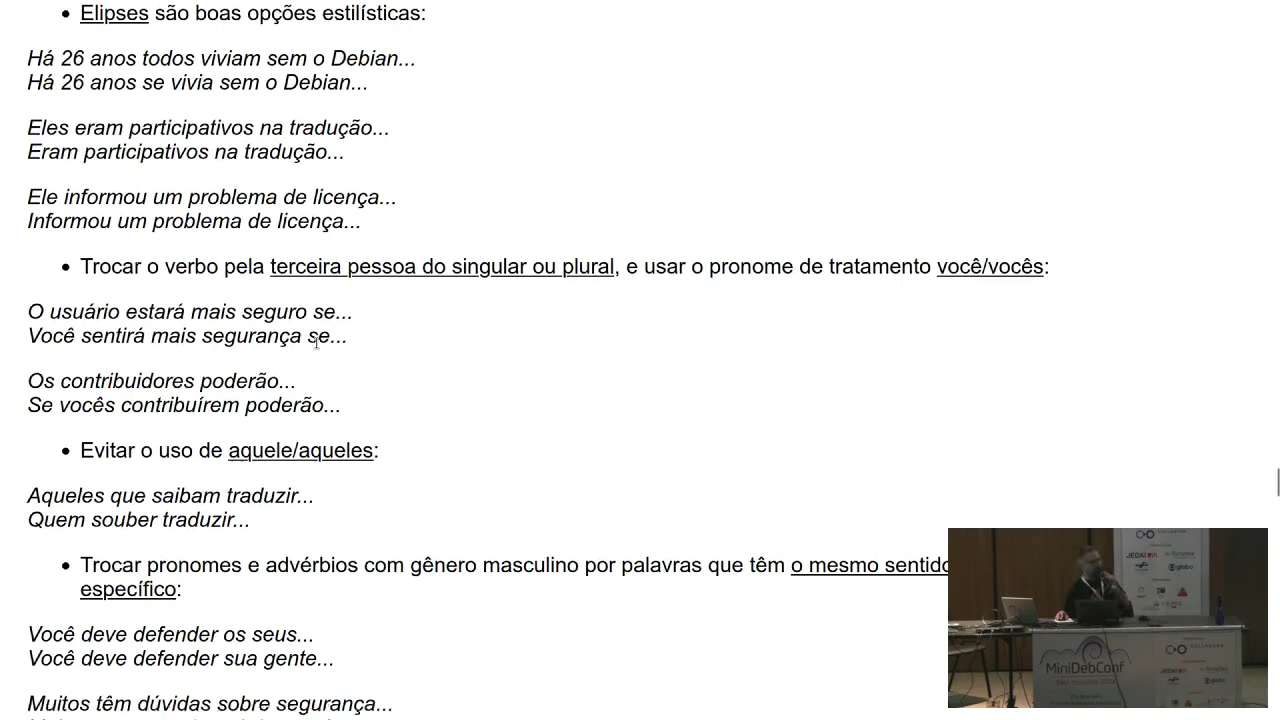 • Elipses são boas opções estilísticas:
Há 26 anos todos viviam sem o Debian...
Há 26 anos se vivia sem o Debian...
Eles eram participativos na tradução...
Eram participativos na tradução...
Ele informou um problema de licença...
Informou um problema de licença...
• Trocar o verbo pela terceira pessoa do singular ou plural, e usar o pronome de tratamento você/vocês:
O usuário estará mais seguro se...
Você sentirá mais segurança se...
Os contribuidores poderão...
Se vocês contribuírem poderão...
• Evitar o uso de aquele/aqueles:
Aqueles que saibam traduzir...
Quem souber traduzir...
• Trocar pronomes e advérbios com gênero masculino por palavras que têm o mesmo sentido
específico:
Você deve defender os seus...
Você deve defender sua gente...
Muitos têm dúvidas sobre segurança...
COLLABORA
globo
MiniDebConf
COLLABORA
globo